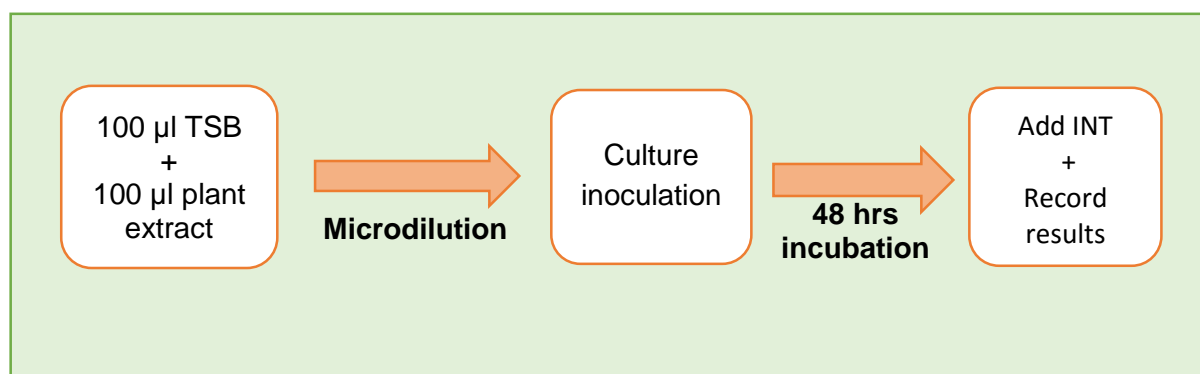 100 µl TSB
+
100 µl plant
extract
Microdilution
Culture
inoculation
48 hrs
incubation
Add INT
+
Record
results